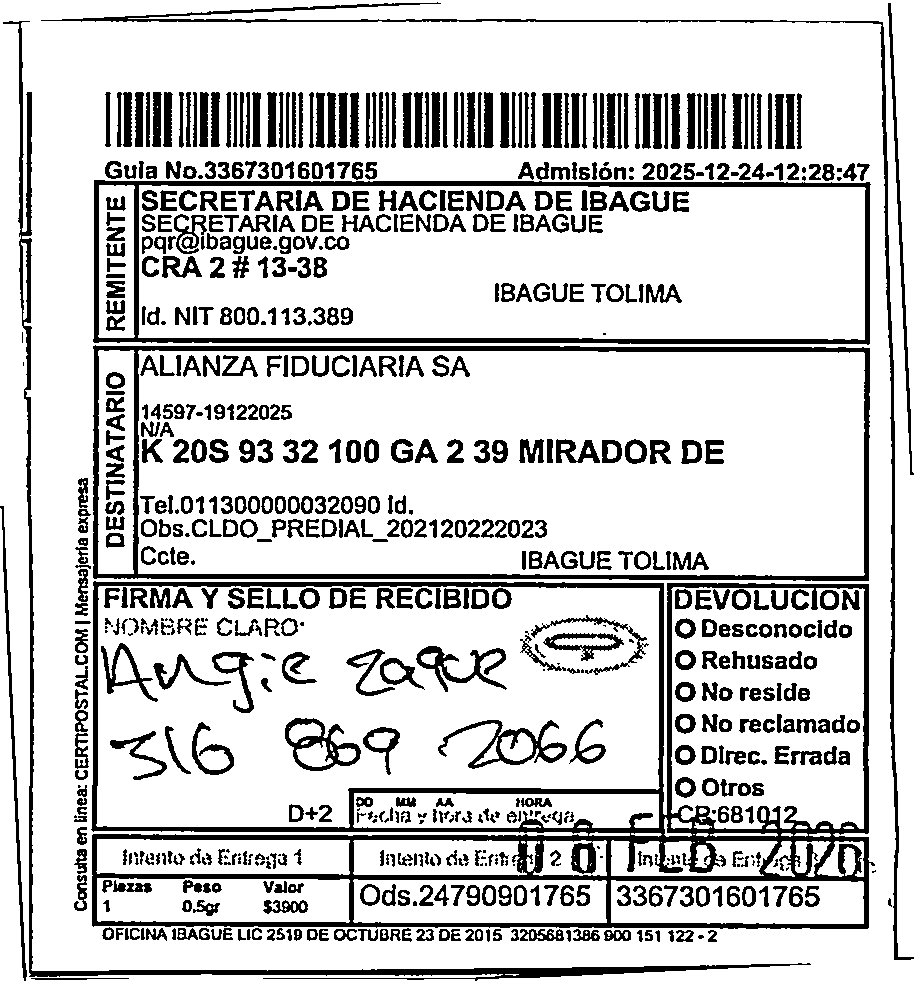 Guia No.3367301601765 Admisión: 2025-12-24-12:28:47
REMITENTE
SECRETARIA DE HACIENDA DE IBAGUE
SECRETARIA DE HACIENDA DE IBAGUE
pqr@ibague.gov.co
CRA 2 # 13-38
IBAGUE TOLIMA
Id. NIT 800.113.389
DESTINATARIO
ALIANZA FIDUCIARIA SA
14597-19122025
N/A
K 20S 93 32 100 GA 2 39 MIRADOR DE
Tel.011300000032090 Id.
Obs.CLDO_PREDIAL_202120222023
Ccte. IBAGUE TOLIMA
Consulta en linea: CERTIPOSTAL.COM | Mensajeria expresa
FIRMA Y SELLO DE RECIBIDO
NOMBRE CLARO:
Angie zaque
316 869 2066
D+2
DD MM AA HORA
Fecha y hora de entrega
DEVOLUCION
Desconocido
Rehusado
No reside
No reclamado
Direc. Errada
Otros
CP:681012
FEB 2026
Intento de Entrega 1 Intento de Entrega 2 Intento de Entrega
Piezas Peso Valor
1 0.5gr $3900
Ods.24790901765 3367301601765
OFICINA IBAGUE LIC 2519 DE OCTUBRE 23 DE 2015 3205681386 900 151 122 - 2